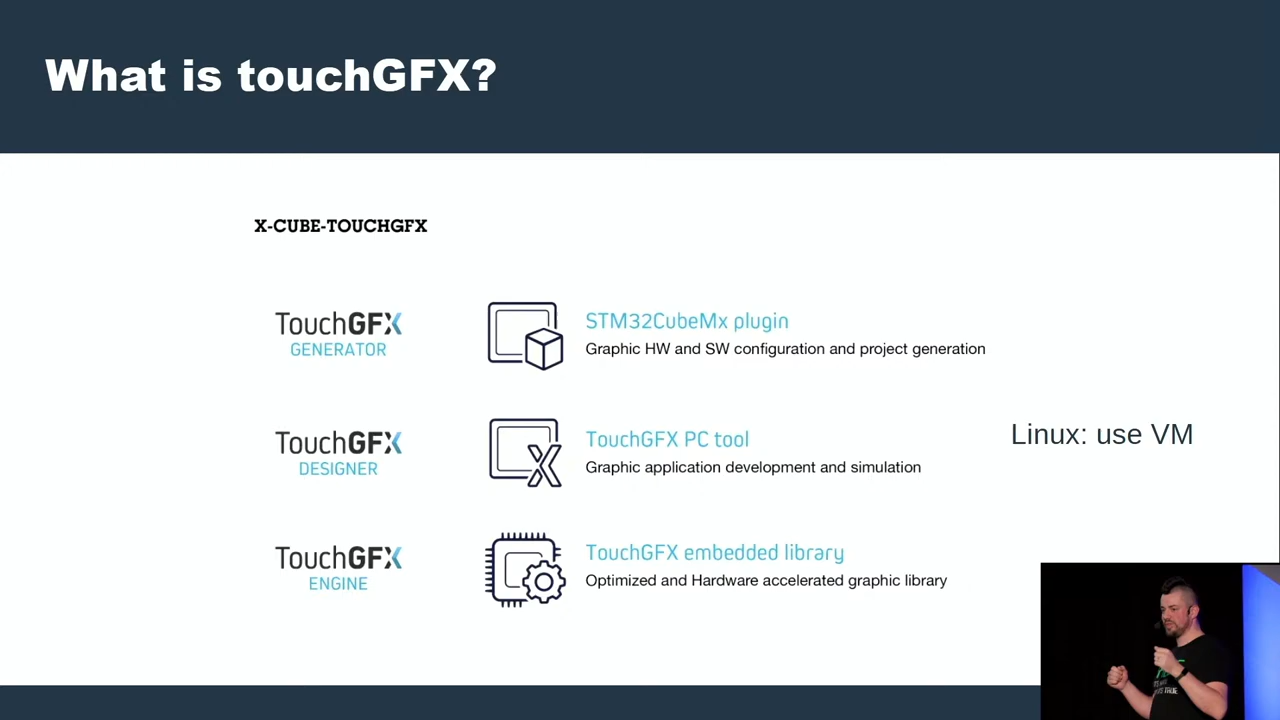 What is touchGFX?
X-CUBE-TOUCHGFX
TouchGFX
GENERATOR
STM32CubeMx plugin
Graphic HW and SW configuration and project generation
TouchGFX
DESIGNER
TouchGFX PC tool
Graphic application development and simulation
Linux: use VM
TouchGFX
ENGINE
TouchGFX embedded library
Optimized and Hardware accelerated graphic library